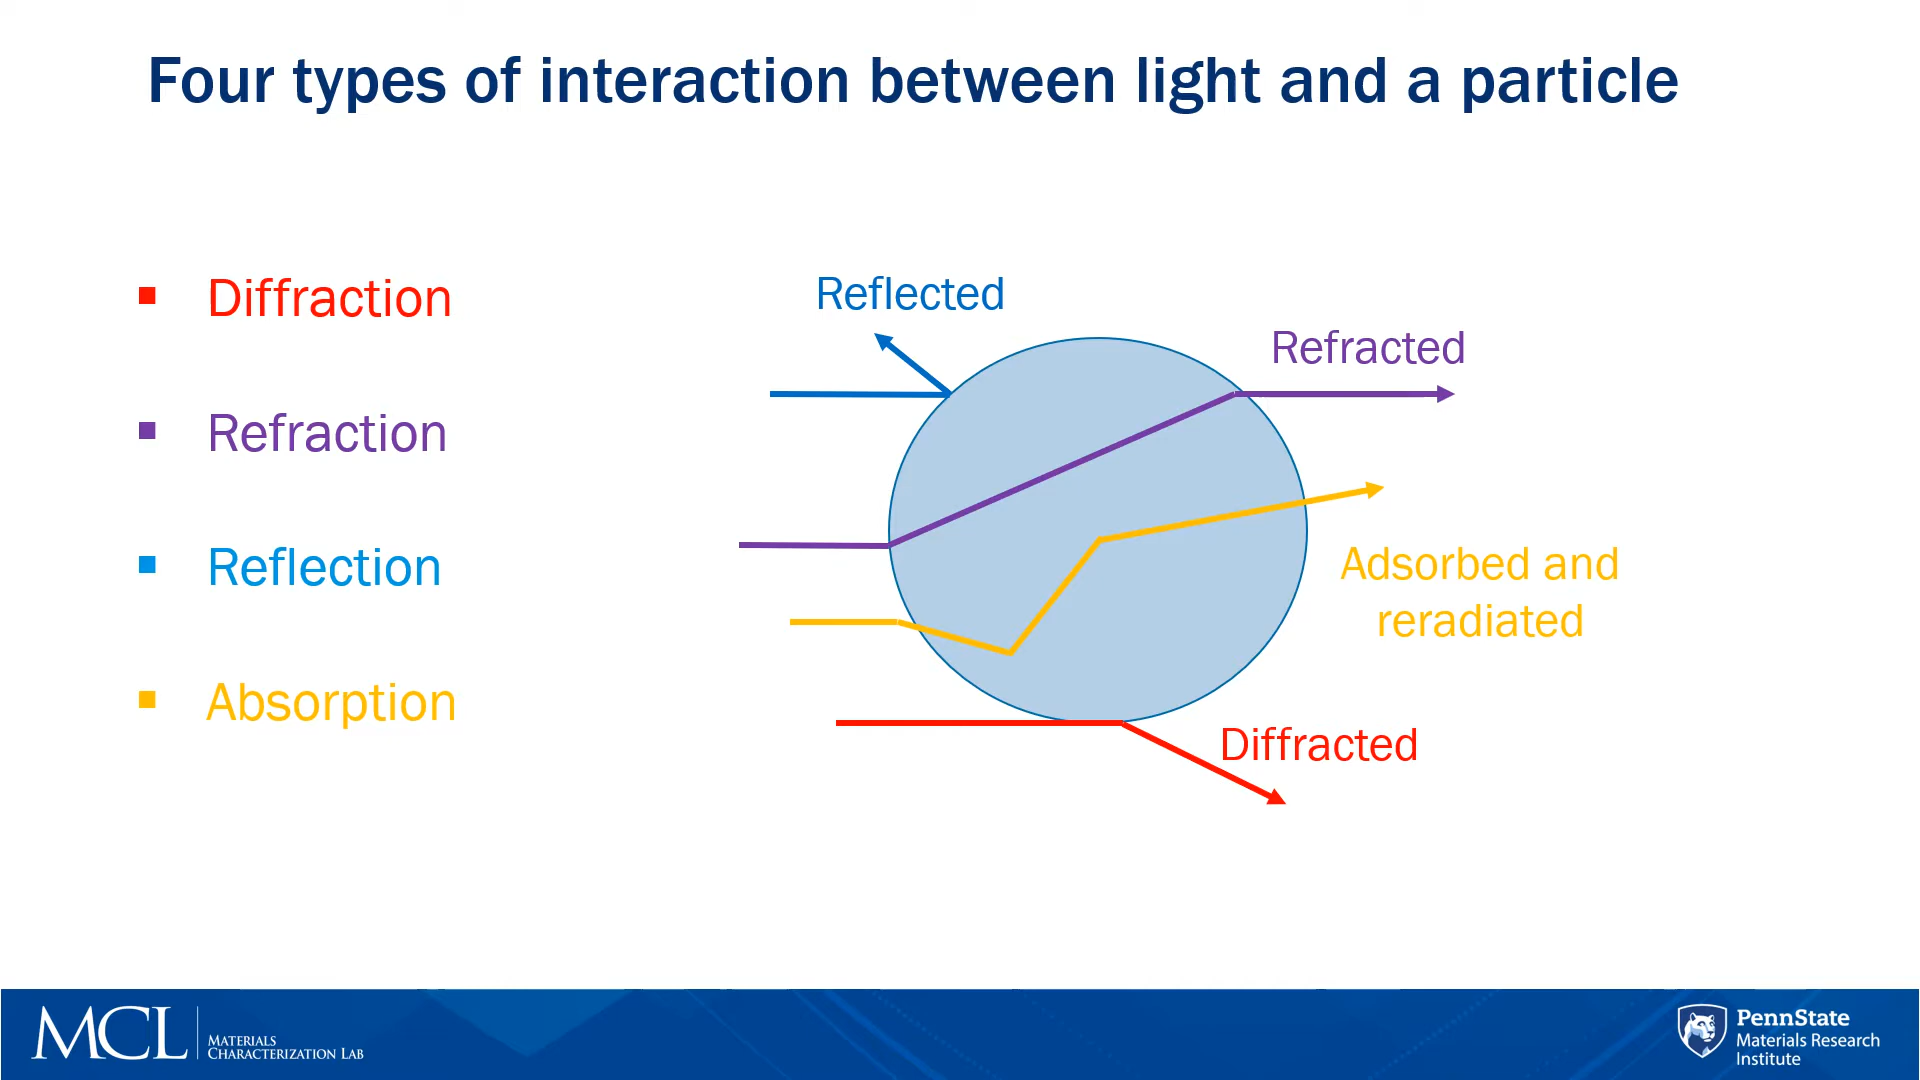 Four types of interaction between light and a particle
Diffraction
Refraction
Reflection
Absorption
Reflected
Refracted
Adsorbed and
reradiated
Diffracted
MCL
MATERIALS
CHARACTERIZATION LAB
PennState
Materials Research
Institute